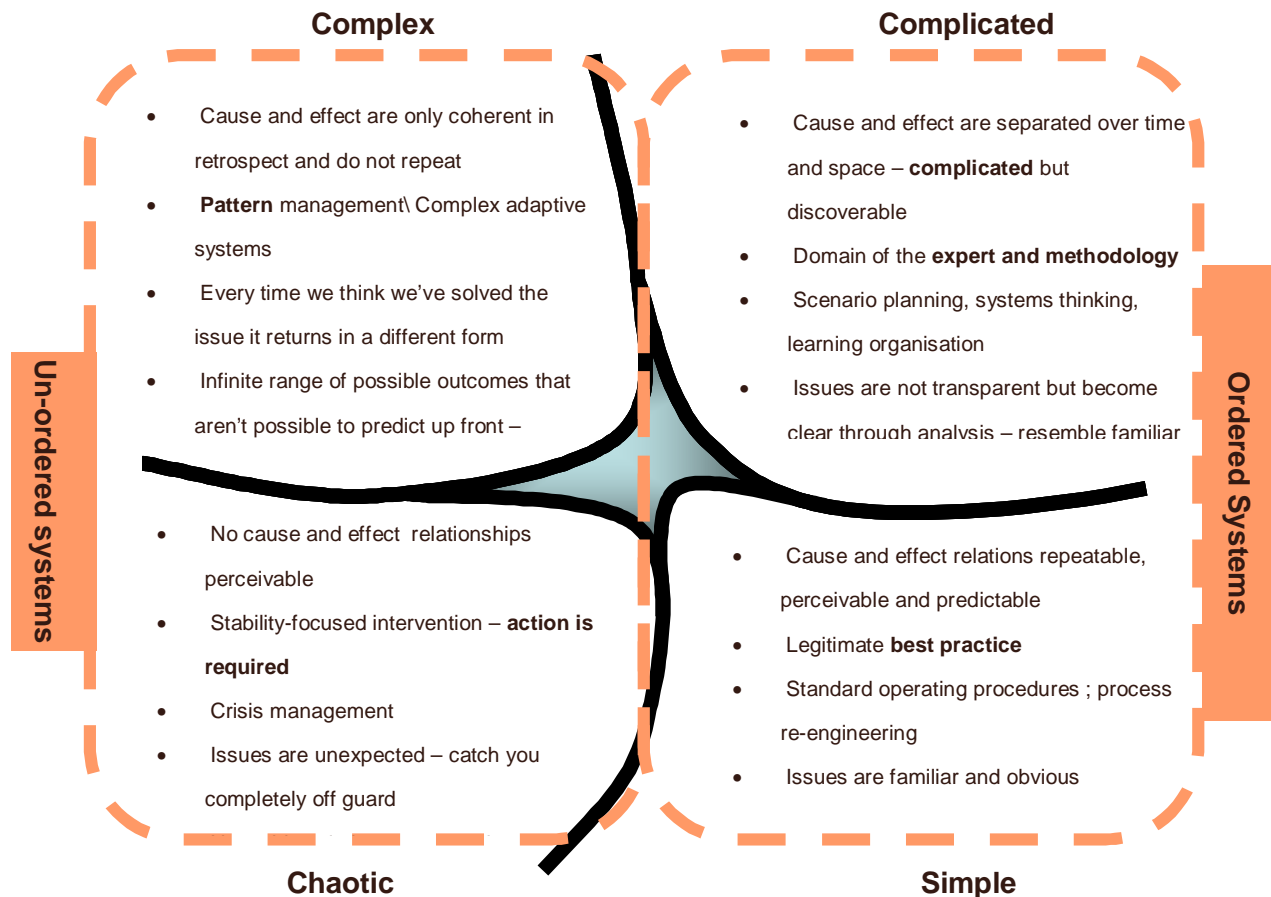 Complex
Complicated
• Cause and effect are only coherent in
retrospect and do not repeat
• Pattern management\ Complex adaptive
systems
• Every time we think we've solved the
issue it returns in a different form
• Infinite range of possible outcomes that
aren't possible to predict up front –
• Cause and effect are separated over time
and space – complicated but
discoverable
• Domain of the expert and methodology
• Scenario planning, systems thinking,
learning organisation
• Issues are not transparent but become
clear through analysis – resemble familiar
Un-ordered systems
Ordered Systems
• No cause and effect relationships
perceivable
• Stability-focused intervention – action is
required
• Crisis management
• Issues are unexpected – catch you
completely off guard
• Cause and effect relations repeatable,
perceivable and predictable
• Legitimate best practice
• Standard operating procedures ; process
re-engineering
• Issues are familiar and obvious
Chaotic
Simple